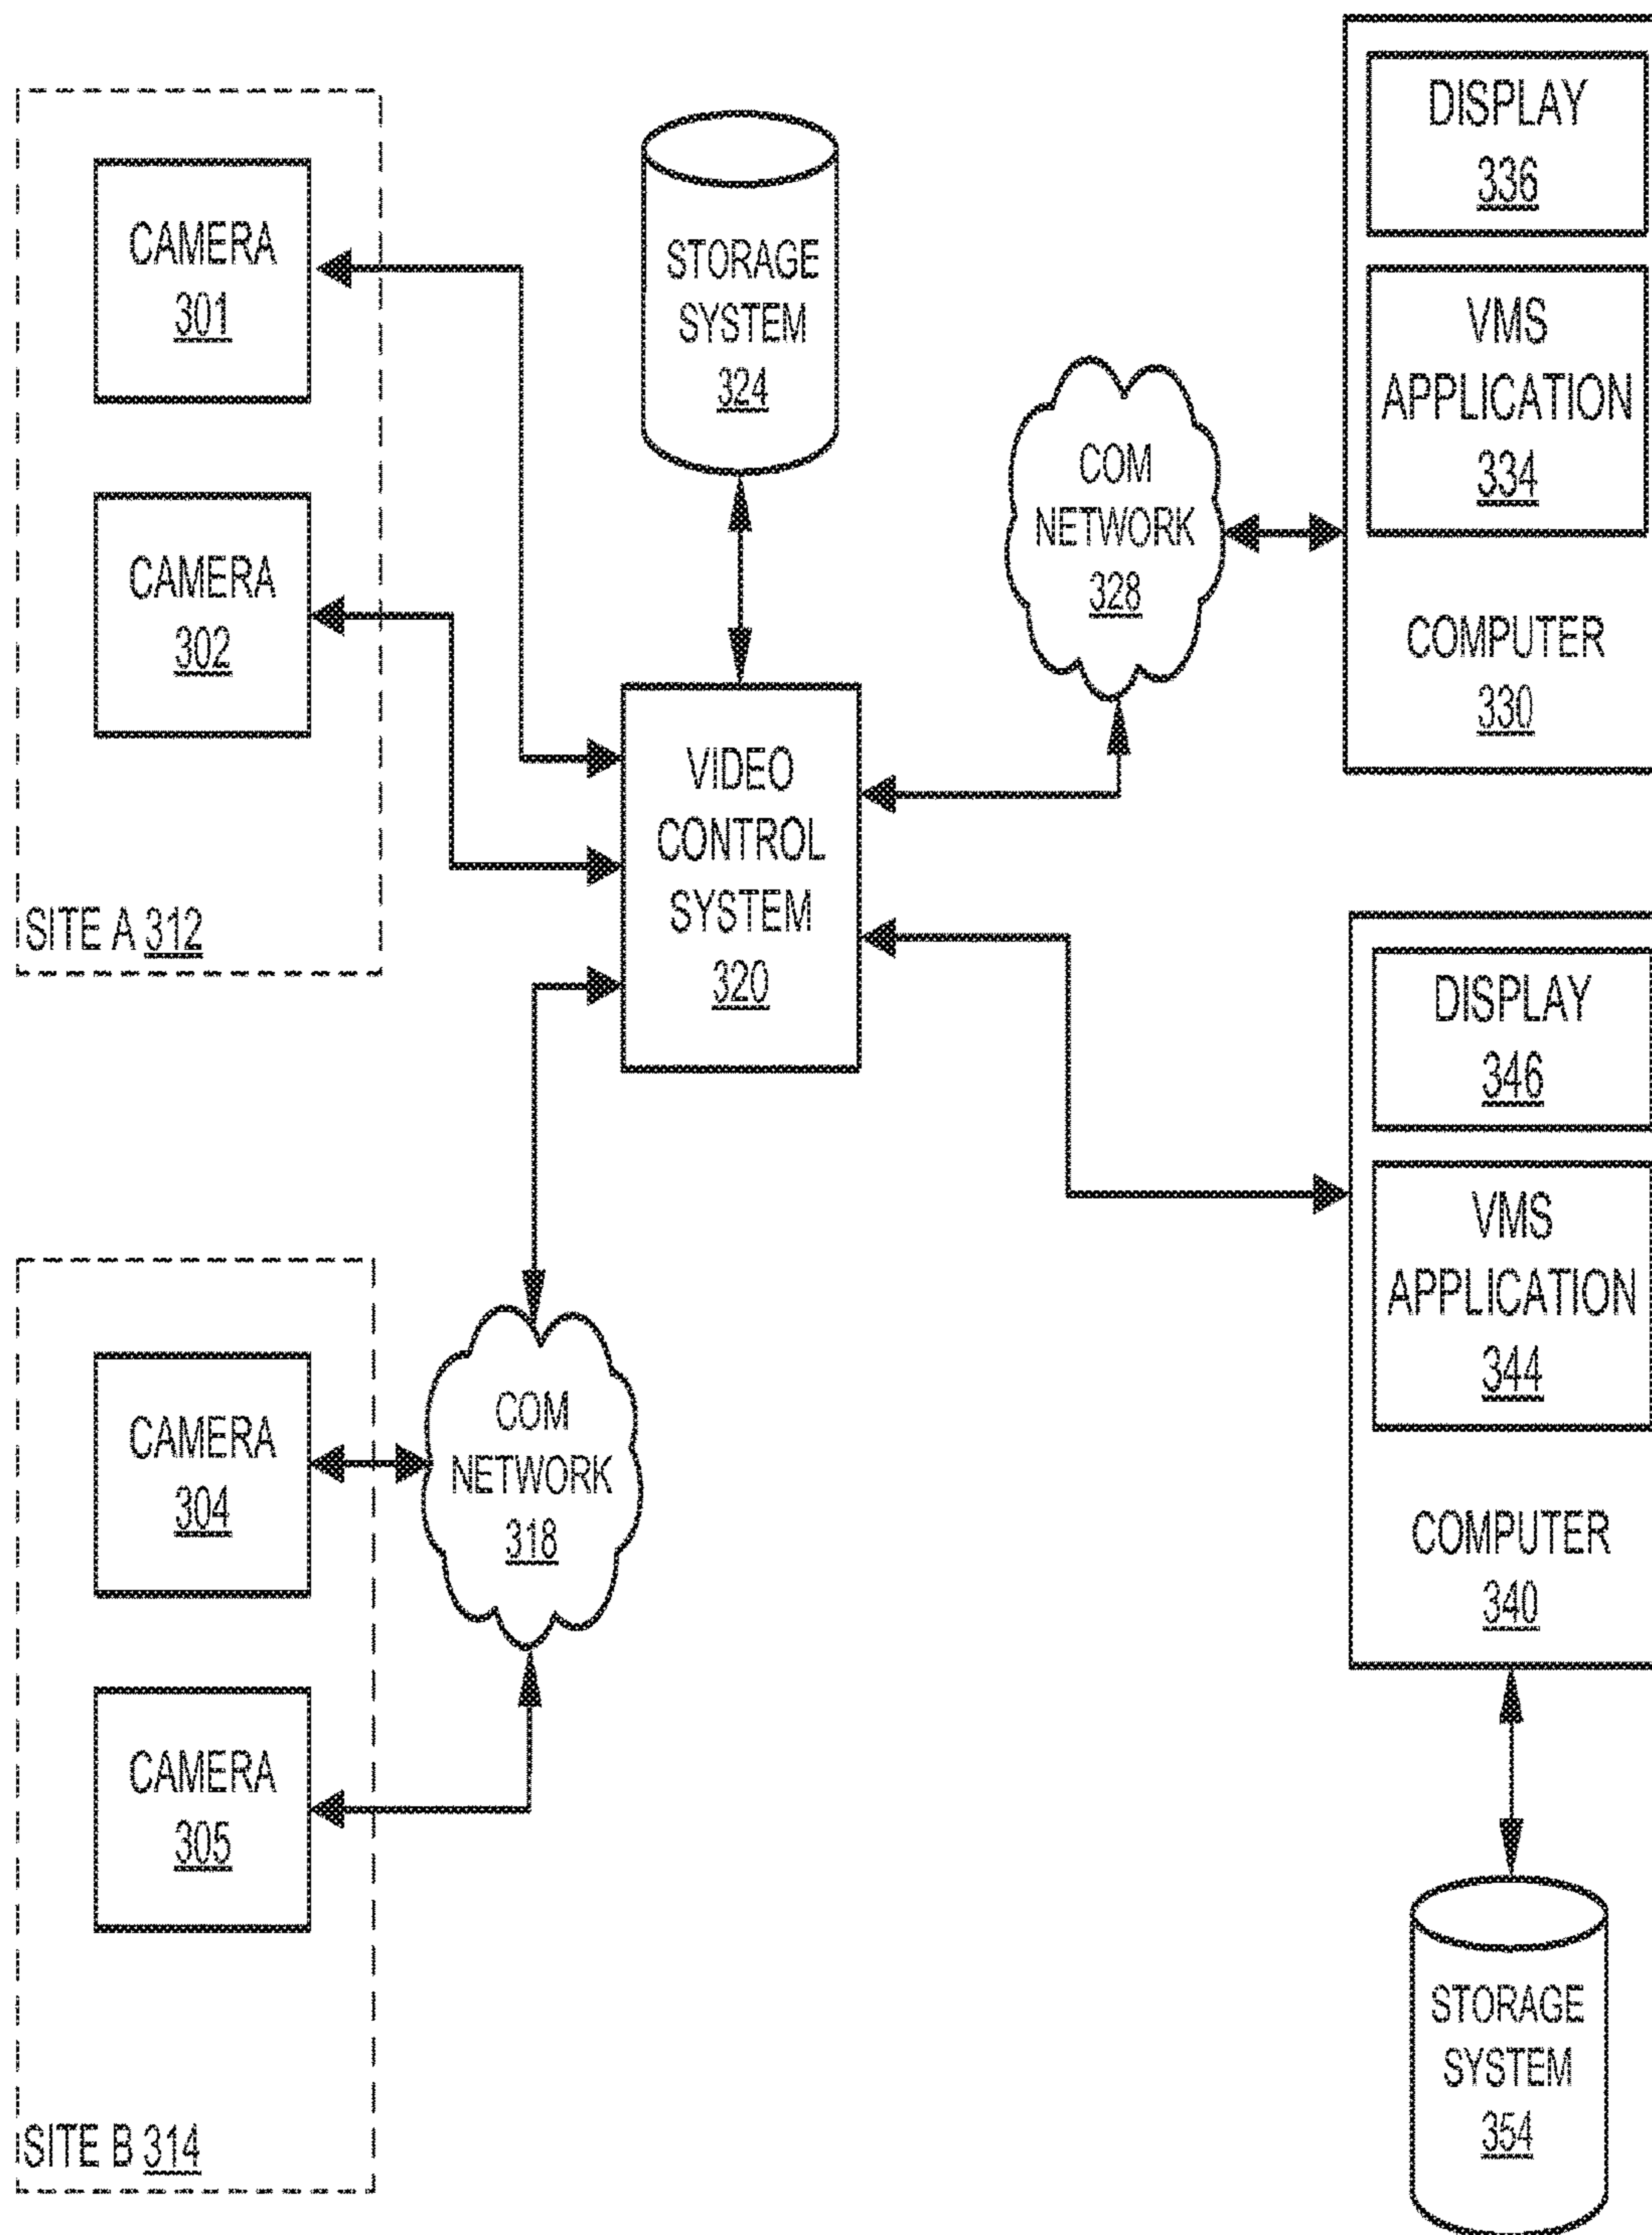 CAMERA
301
CAMERA
302
SITE A 312
STORAGE
SYSTEM
324
VIDEO
CONTROL
SYSTEM
320
COM
NETWORK
328
DISPLAY
336
VMS
APPLICATION
334
COMPUTER
330
DISPLAY
346
VMS
APPLICATION
344
COMPUTER
340
STORAGE
SYSTEM
354
CAMERA
304
CAMERA
305
SITE B 314
COM
NETWORK
318